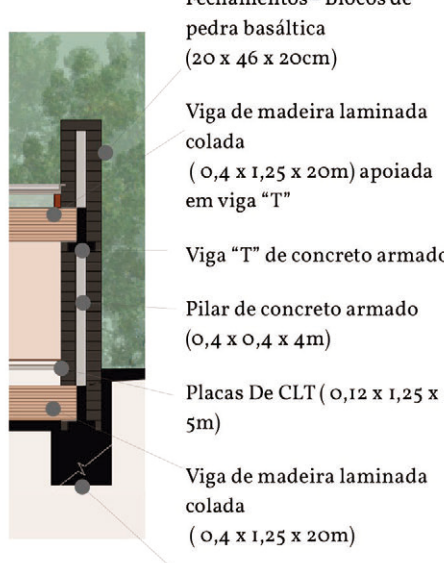 Fechamentos - Blocos de
pedra basáltica
(20 x 46 x 20cm)
Viga de madeira laminada
colada
( 0,4 x 1,25 x 20m) apoiada
em viga “T”
Viga “T” de concreto armado
Pilar de concreto armado
(0,4 x 0,4 x 4m)
Placas De CLT ( 0,12 x 1,25 x
5m)
Viga de madeira laminada
colada
( 0,4 x 1,25 x 20m)